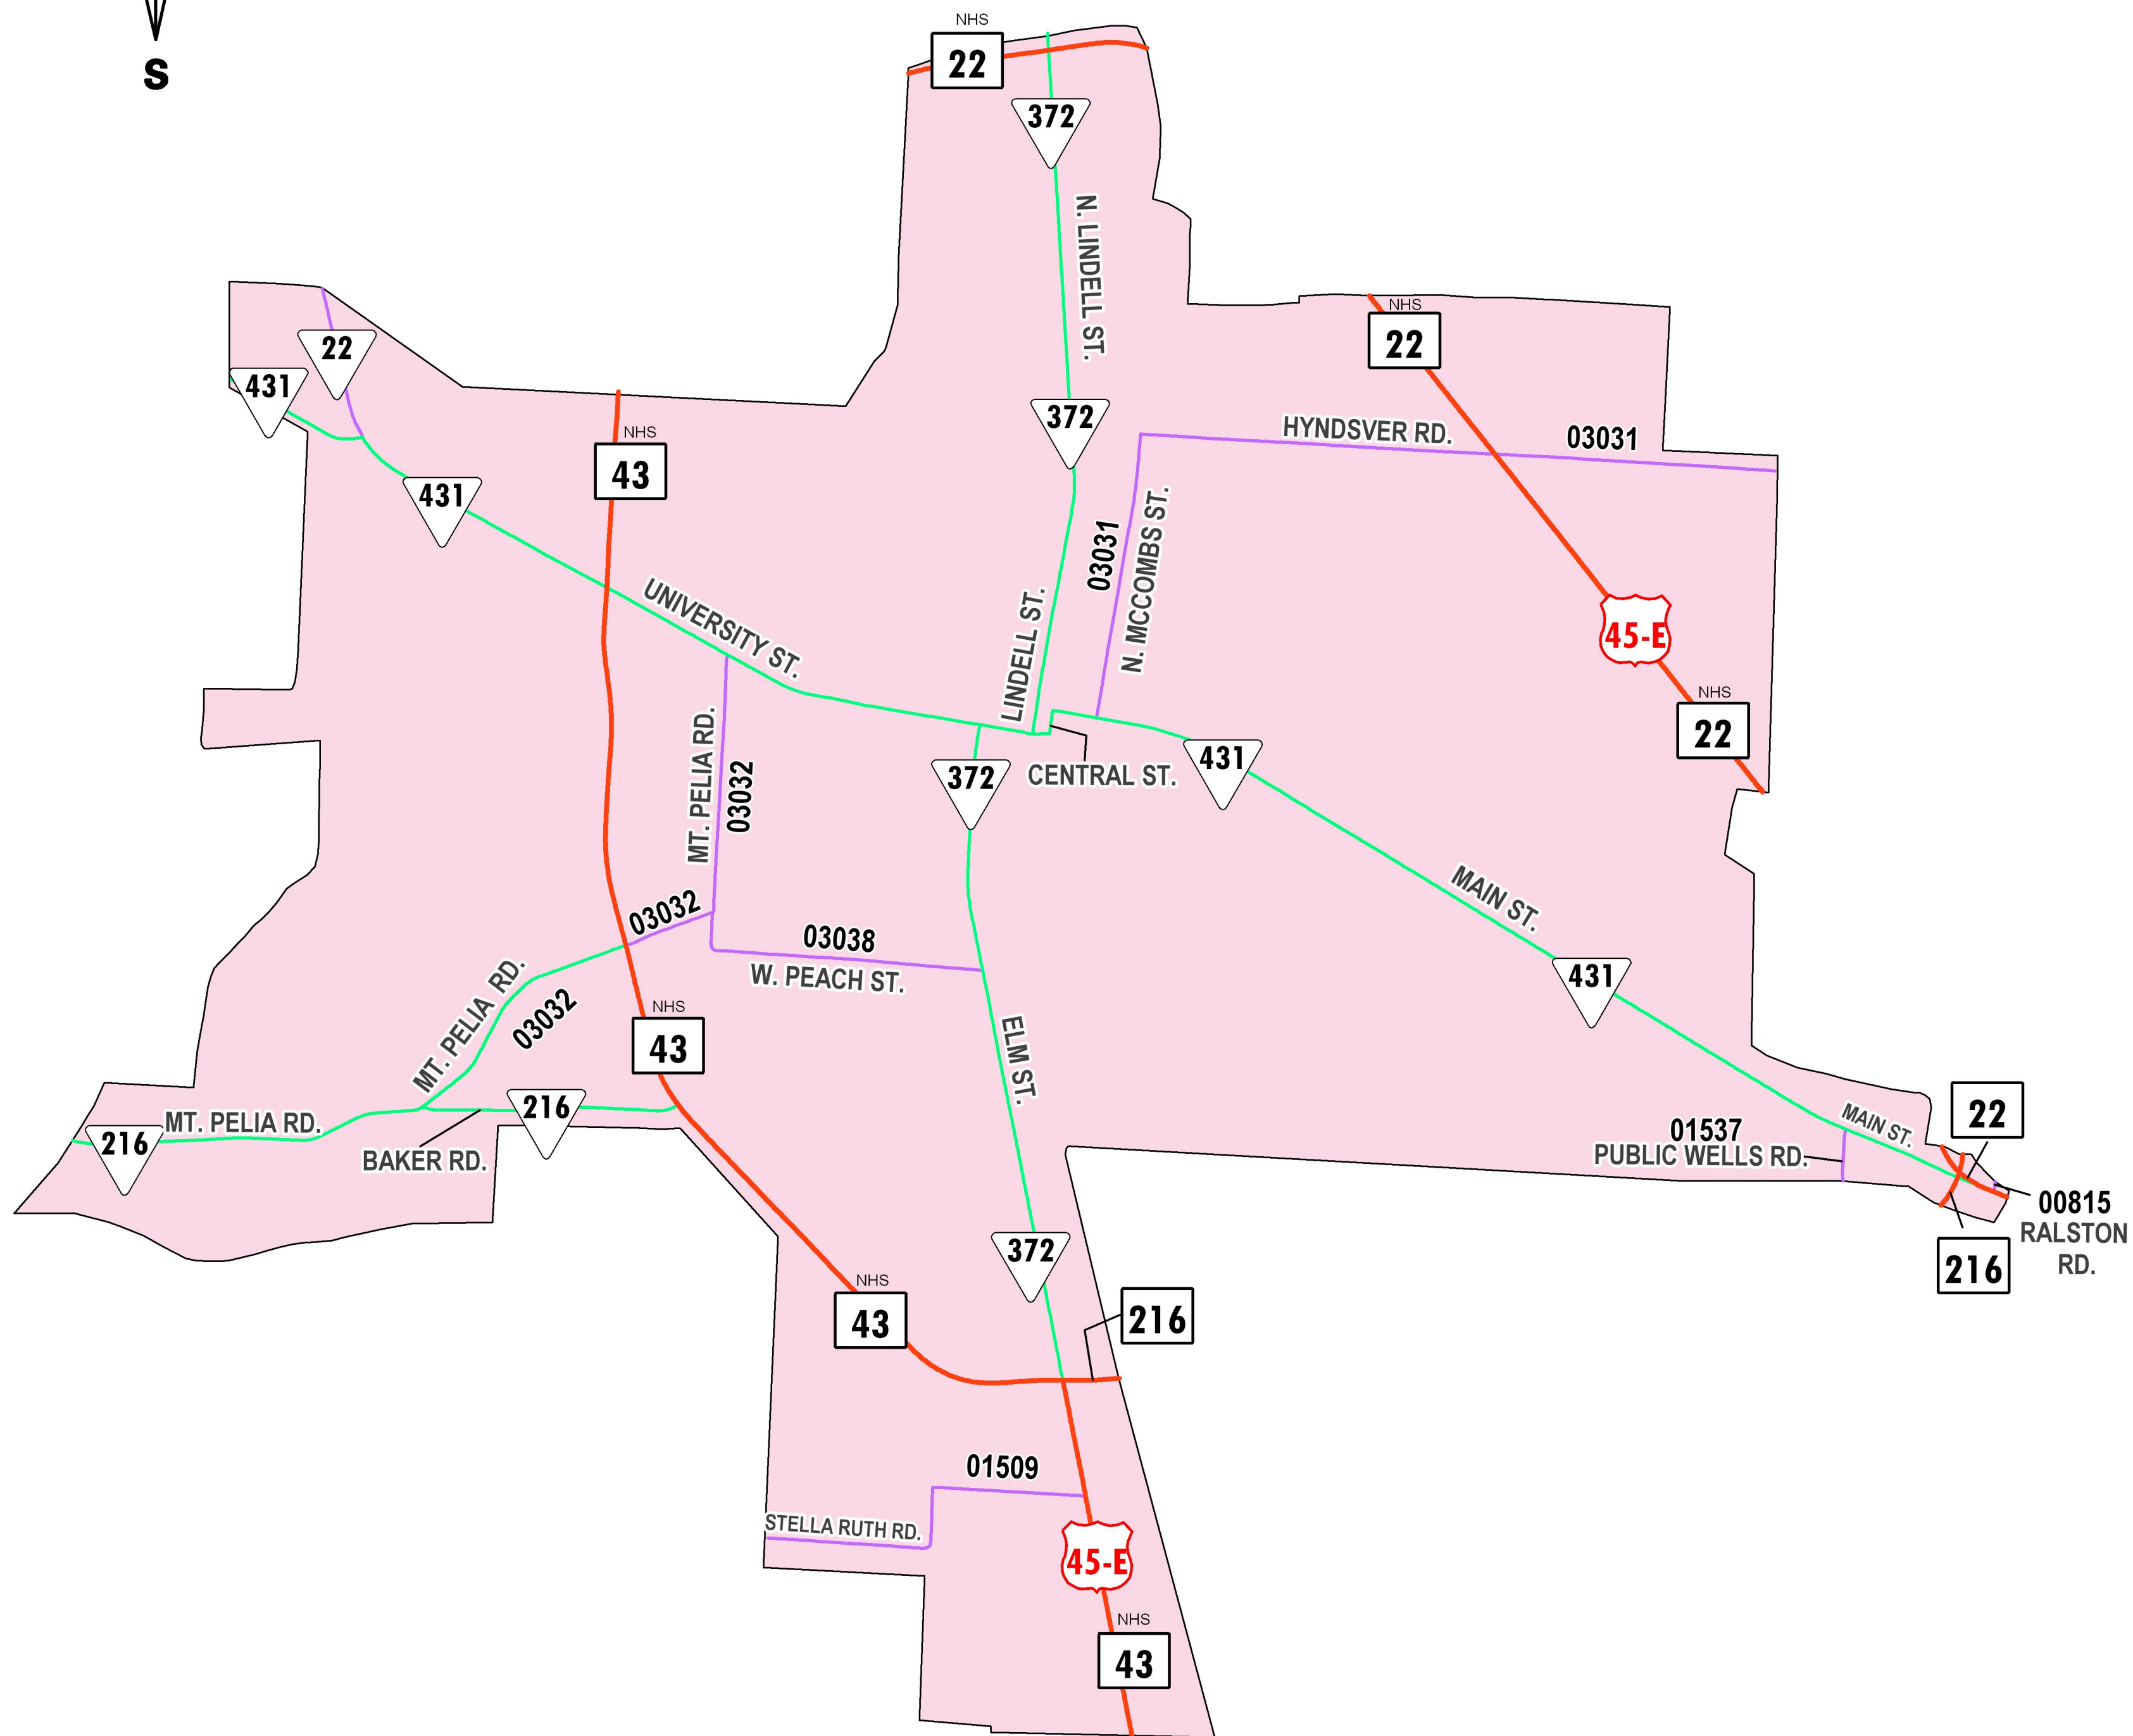 S
NHS
22
372
N. LINDELL ST.
22
431
431
NHS
43
372
NHS
22
HYNDSVER RD.
03031
03031
N. MCCOMBS ST.
45-E
NHS
22
UNIVERSITY ST.
LINDELL ST.
MT. PELIA RD.
03032
372
CENTRAL ST.
431
MAIN ST.
431
03032
03038
W. PEACH ST.
MT. PELIA RD.
03032
NHS
43
ELM ST.
216
MT. PELIA RD.
216
BAKER RD.
01537
PUBLIC WELLS RD.
MAIN ST.
22
00815
RALSTON
RD.
216
372
NHS
43
216
01509
STELLA RUTH RD.
45-E
NHS
43